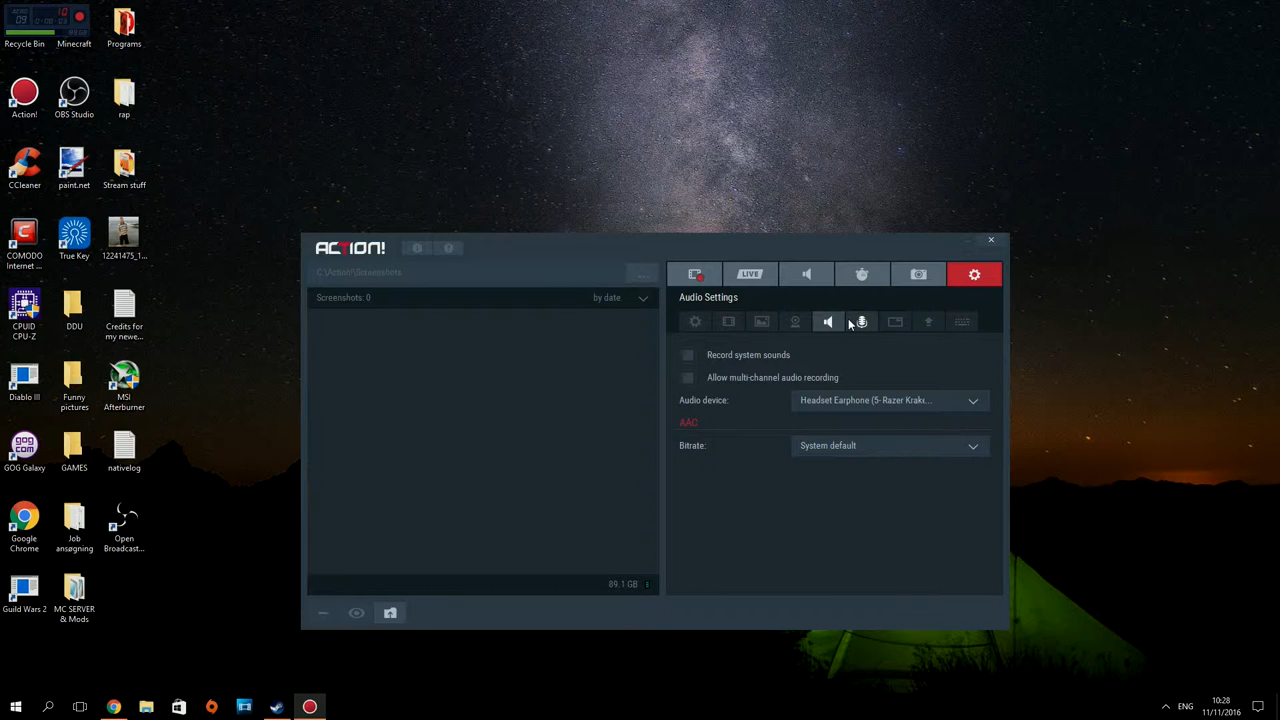 Recycle Bin
Minecraft
Programs
Action!
OBS Studio
rap
CCleaner
paint.net
Stream stuff
COMODO
Internet ...
True Key
12241475_1...
CPUID
CPU-Z
DDU
Credits for
my newe...
Diablo III
Funny
pictures
MSI
Afterburner
GOG Galaxy
GAMES
nativelog
Google
Chrome
Job
ansøgning
Open
Broadcast...
Guild Wars 2
MC SERVER
& Mods
ACTION!
C:\Action!\Screenshots
...
Screenshots: 0
by date
89.1 GB
LIVE
Audio Settings
Record system sounds
Allow multi-channel audio recording
Audio device:
Headset Earphone (5- Razer Krake...
AAC
Bitrate:
System default
ENG
10:28
11/11/2016